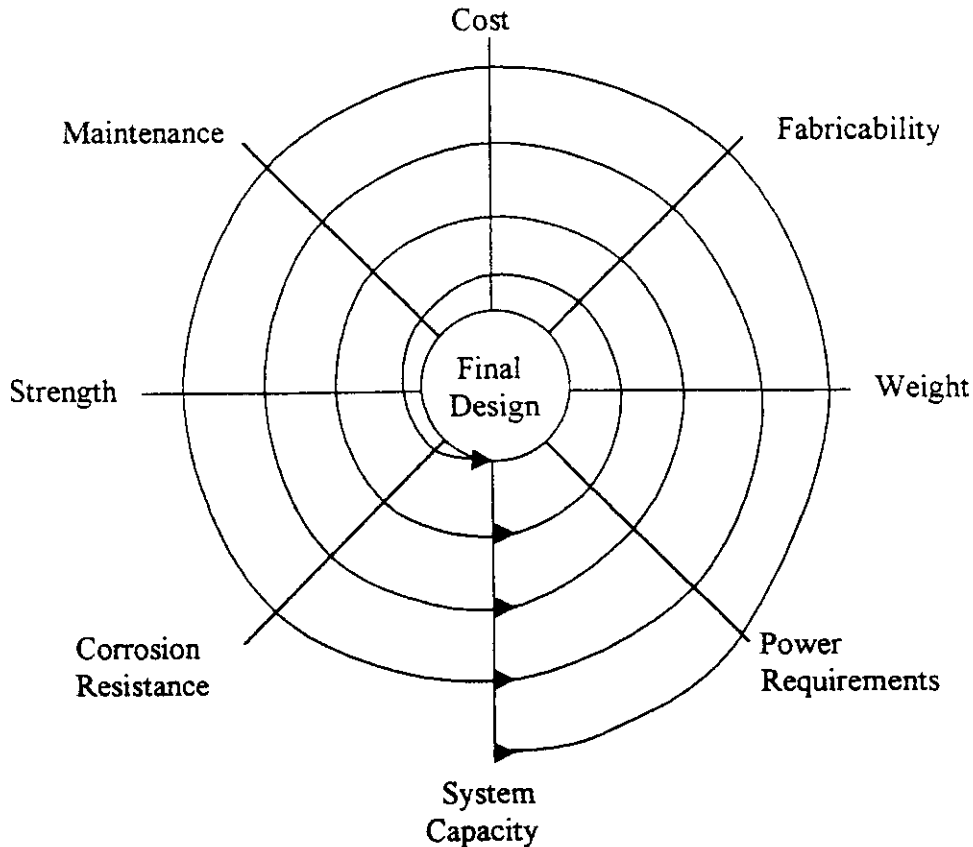 Cost
Maintenance
Fabricability
Final
Design
Strength
Weight
Corrosion
Resistance
Power
Requirements
System
Capacity